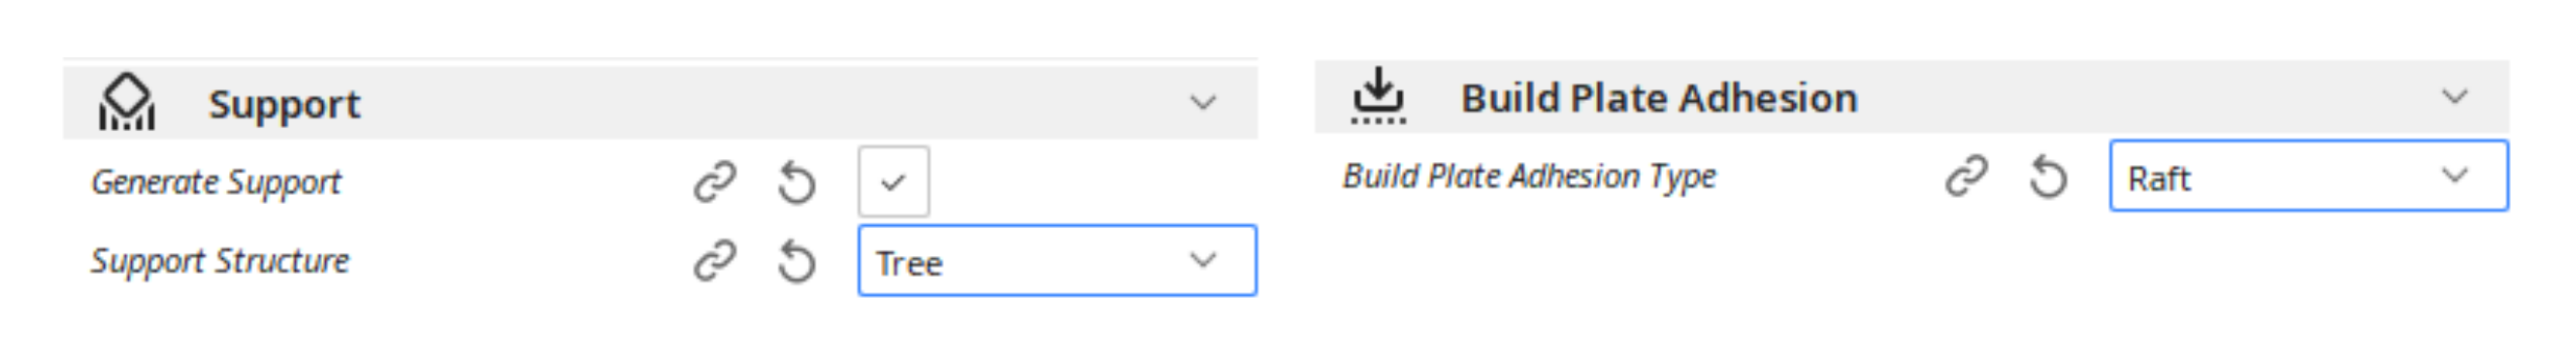 Support
Generate Support
Support Structure Tree
Build Plate Adhesion
Build Plate Adhesion Type Raft